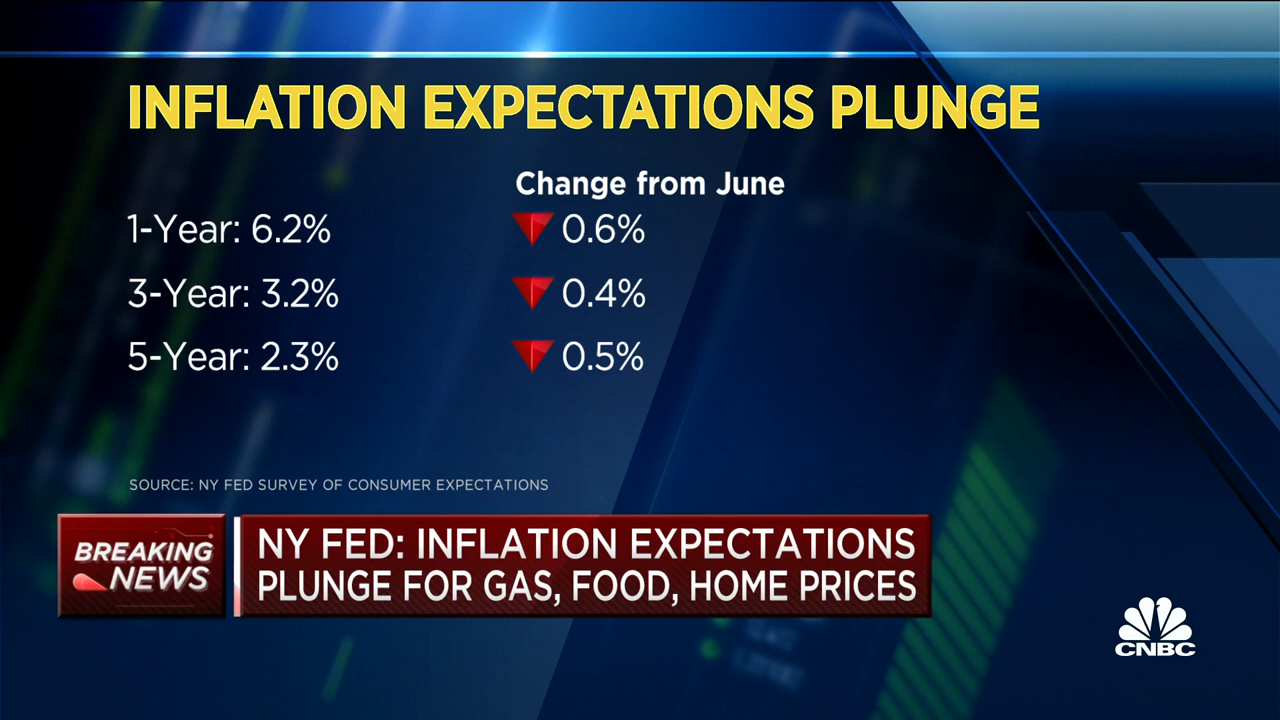 INFLATION EXPECTATIONS PLUNGE
Change from June
1-Year: 6.2% 0.6%
3-Year: 3.2% 0.4%
5-Year: 2.3% 0.5%
SOURCE: NY FED SURVEY OF CONSUMER EXPECTATIONS
BREAKING
NEWS
NY FED: INFLATION EXPECTATIONS
PLUNGE FOR GAS, FOOD, HOME PRICES
CNBC